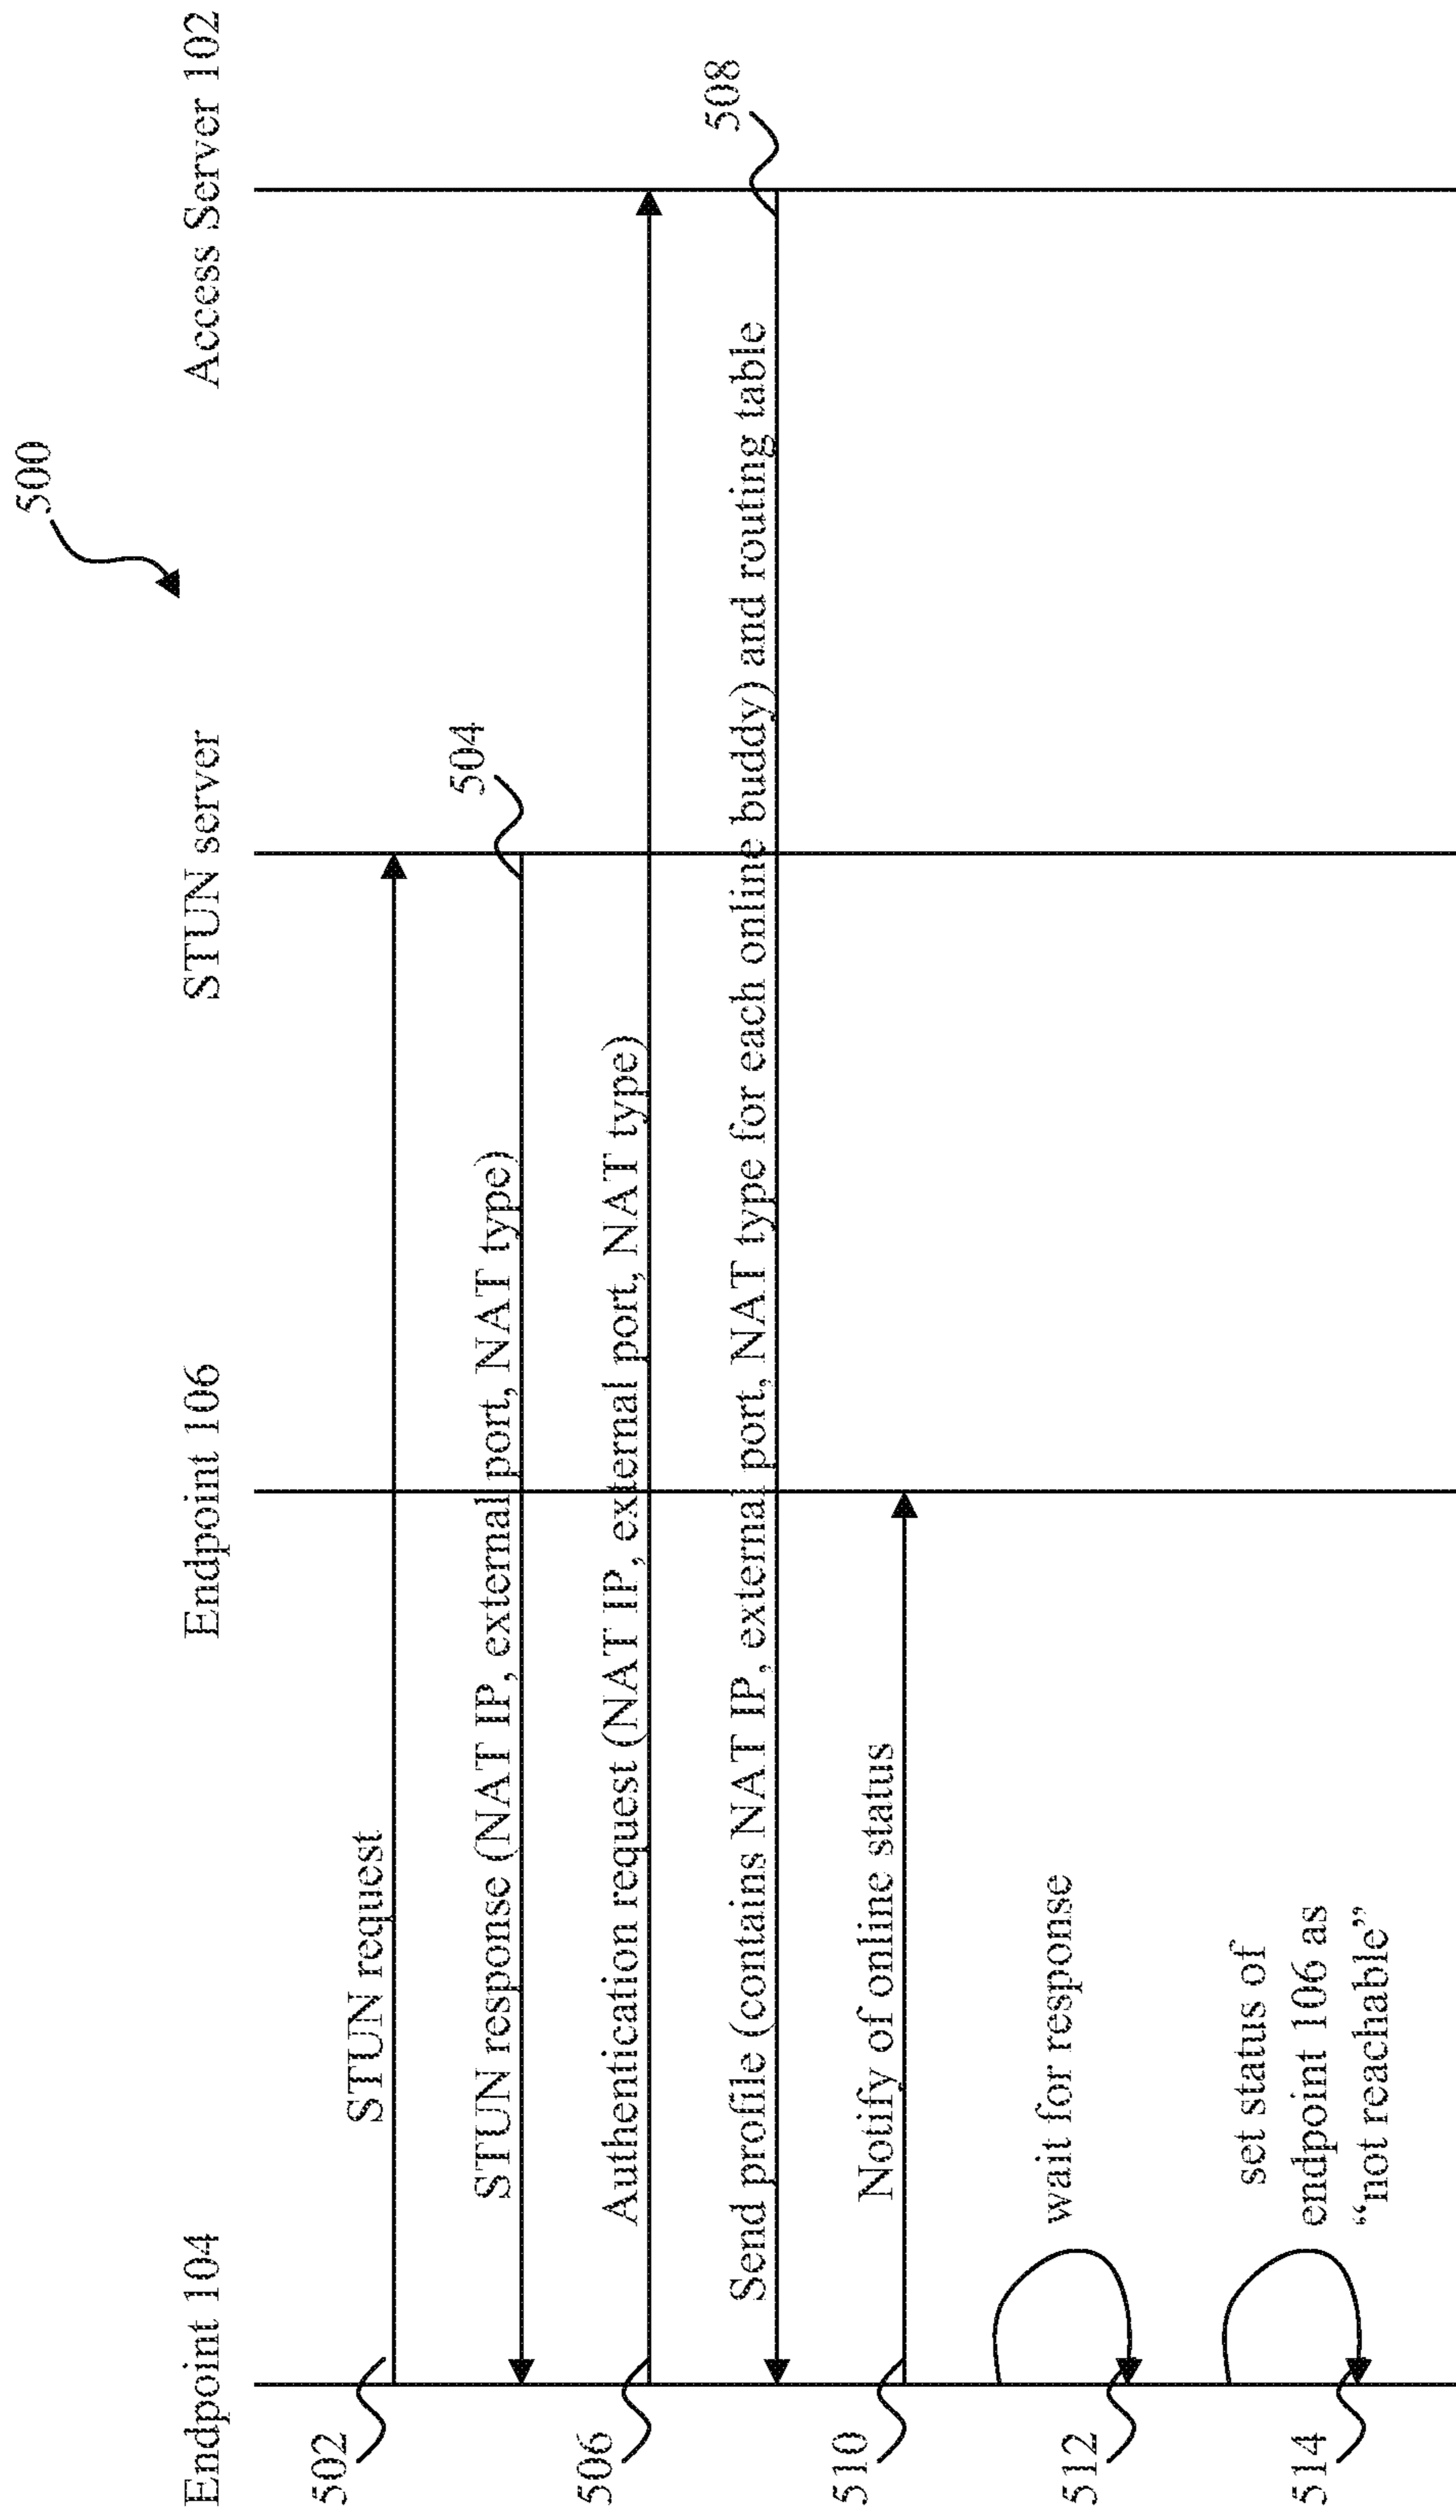 500
Endpoint 104
Endpoint 106
STUN server
Access Server 102
502
STUN request
504
STUN response (NAT IP, external port, NAT type)
506
Authentication request (NAT IP, external port, NAT type)
508
Send profile (contains NAT IP, external port, NAT type for each online buddy) and routing table
510
Notify of online status
512
wait for response
514
set status of
endpoint 106 as
“not reachable”